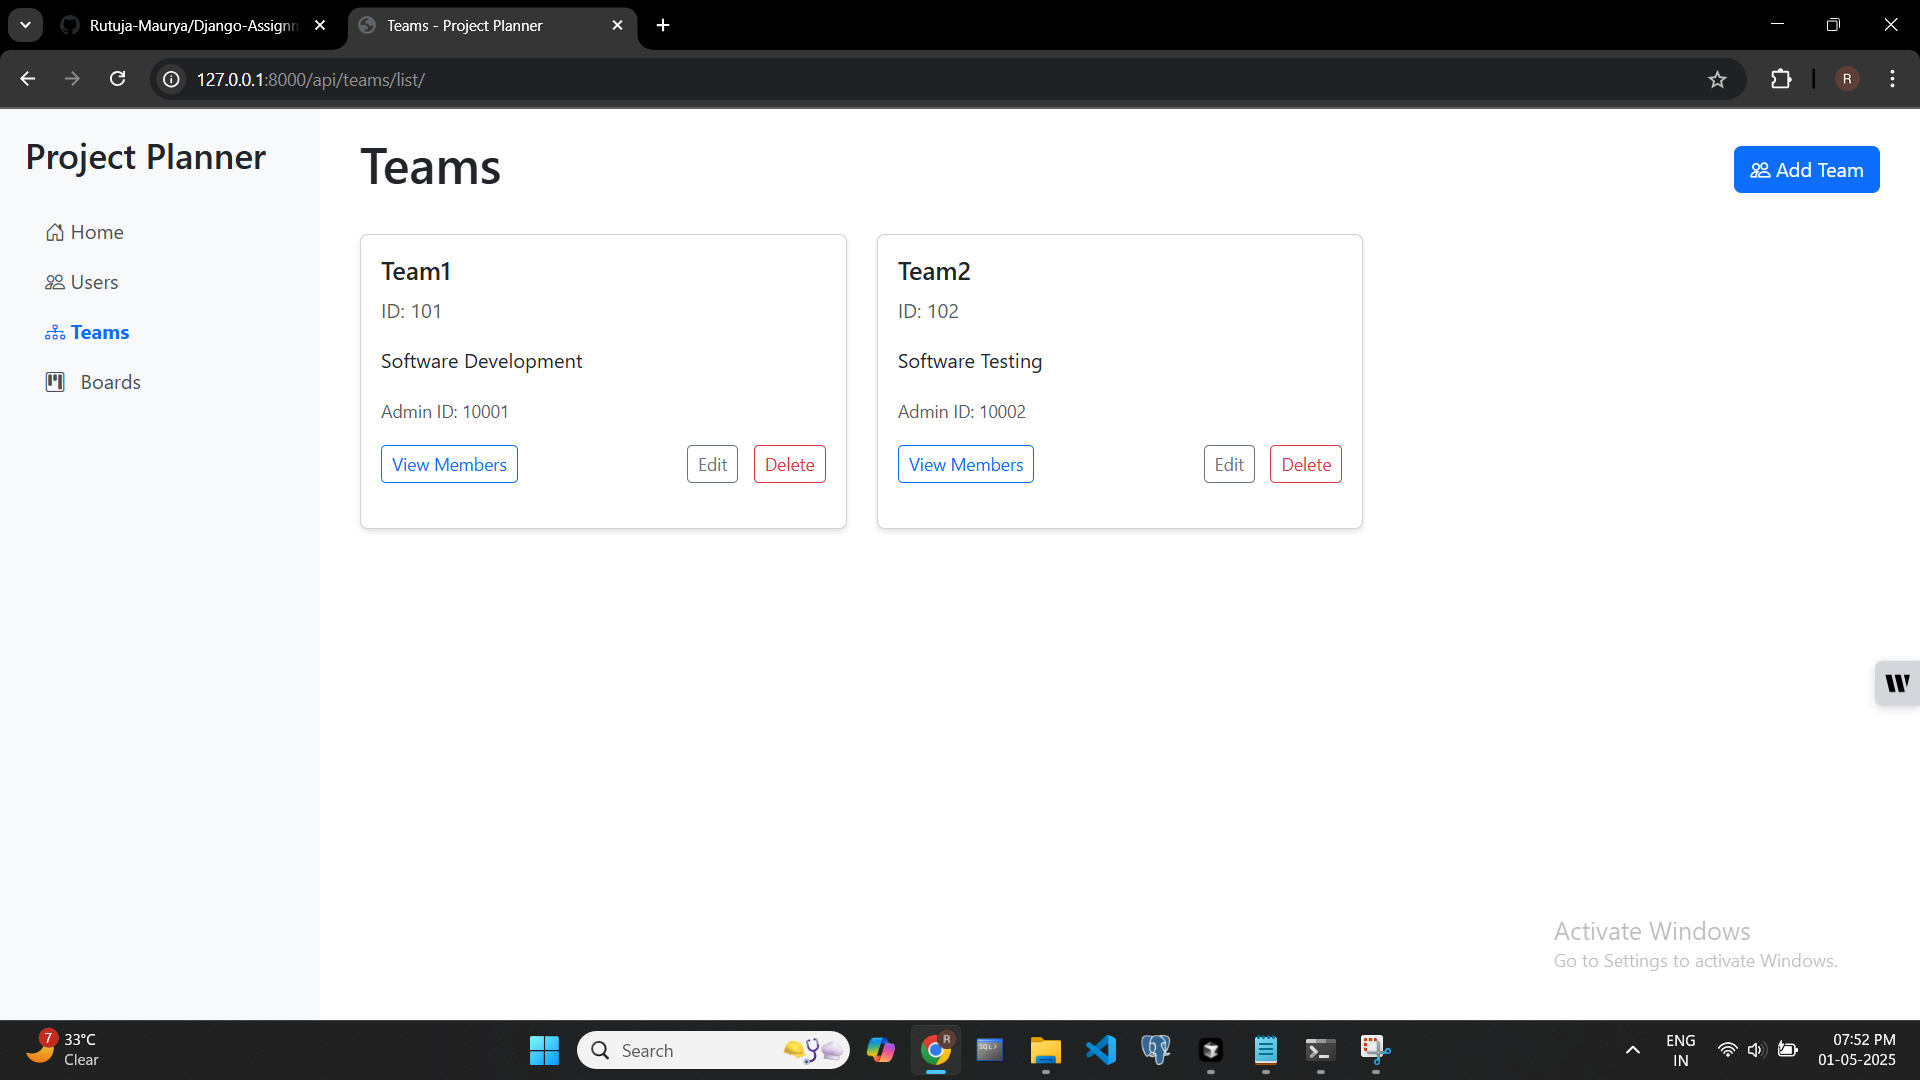 Rutuja-Maurya/Django-Assignm
Teams - Project Planner
127.0.0.1:8000/api/teams/list/
R
Project Planner
Home
Users
Teams
Boards
Teams
Add Team
Team1
ID: 101
Software Development
Admin ID: 10001
View Members
Edit
Delete
Team2
ID: 102
Software Testing
Admin ID: 10002
View Members
Edit
Delete
W
Activate Windows
Go to Settings to activate Windows.
7
33°C
Clear
Search
R
SQL>
ENG
IN
07:52 PM
01-05-2025